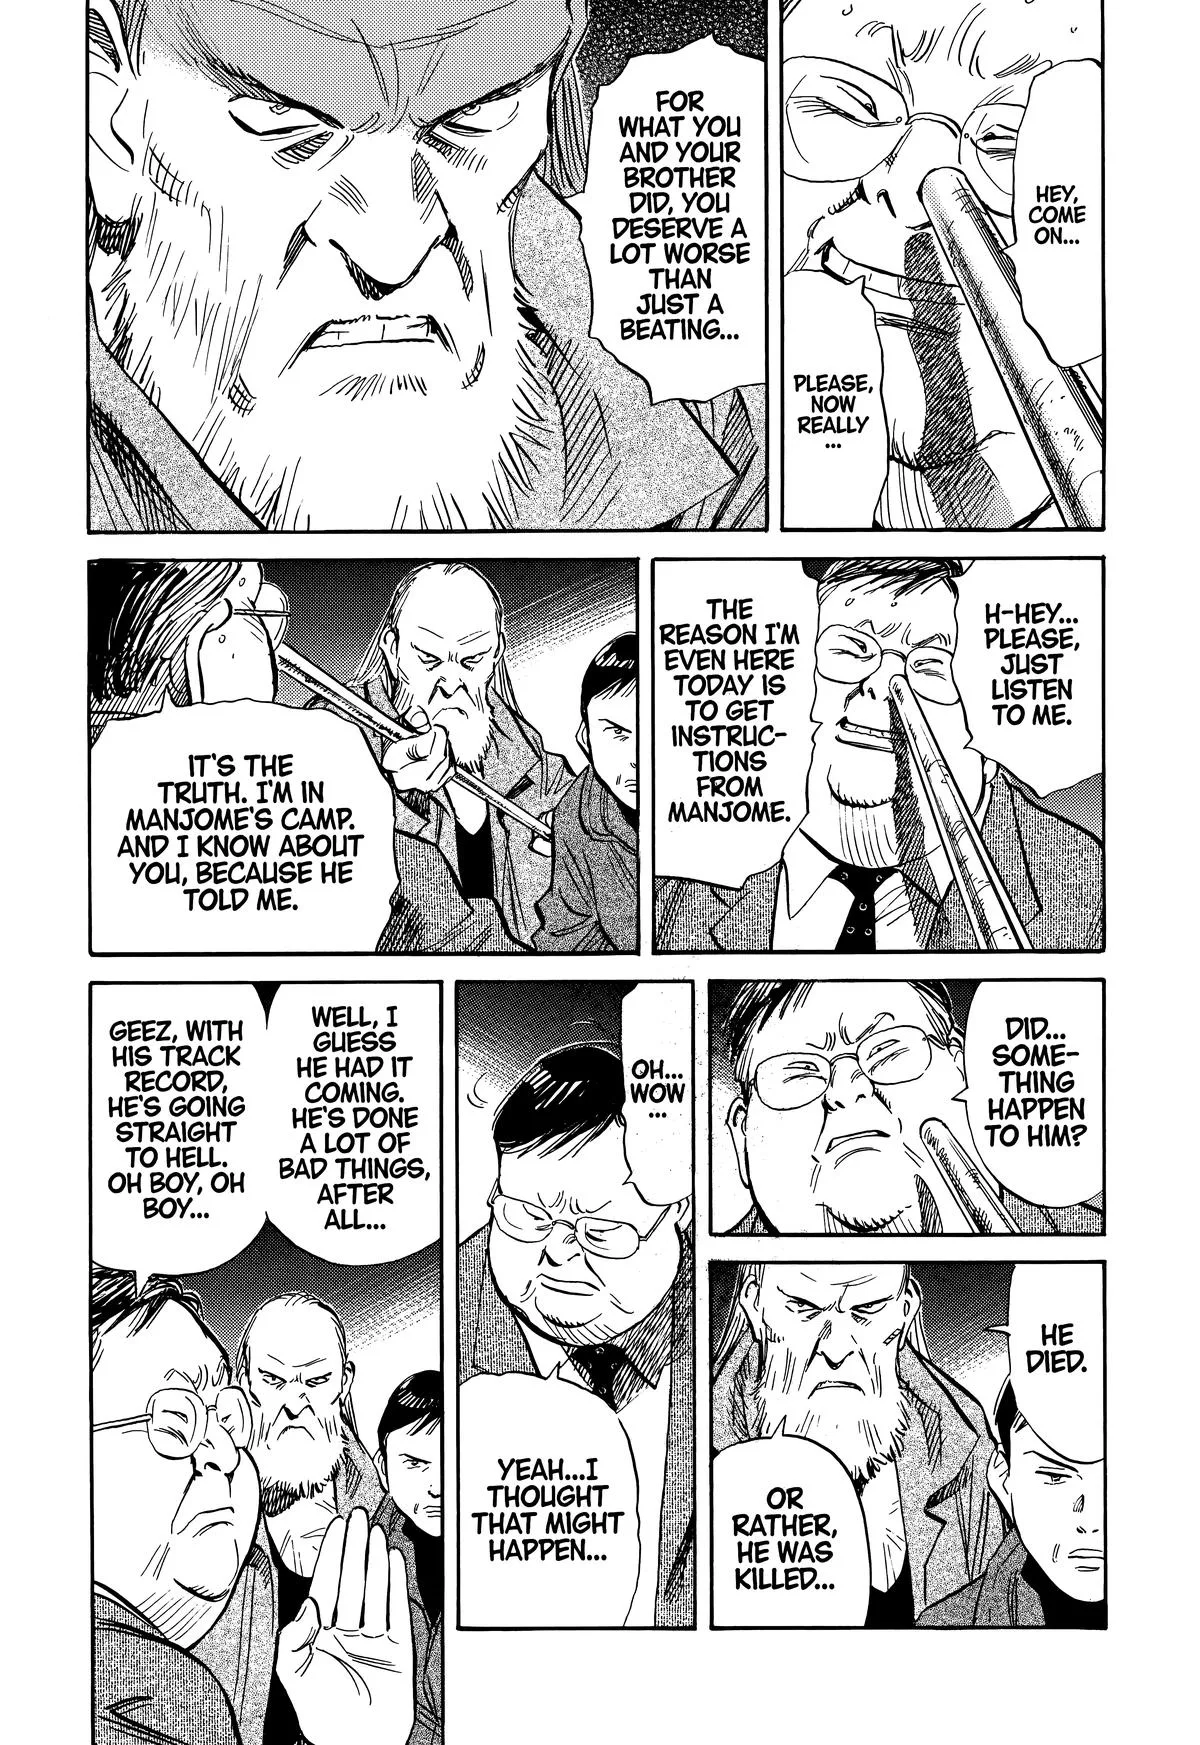 HEY,
COME
ON...
PLEASE,
NOW
REALLY
...
FOR
WHAT YOU
AND YOUR
BROTHER
DID, YOU
DESERVE A
LOT WORSE
THAN
JUST A
BEATING...
H-HEY...
PLEASE,
JUST
LISTEN
TO ME.
THE
REASON I'M
EVEN HERE
TODAY IS
TO GET
INSTRUC-
TIONS
FROM
MANJOME.
IT'S THE
TRUTH. I'M IN
MANJOME'S CAMP.
AND I KNOW ABOUT
YOU, BECAUSE HE
TOLD ME.
DID...
SOME-
THING
HAPPEN
TO HIM?
HE
DIED.
OR
RATHER,
HE WAS
KILLED...
OH...
WOW
...
YEAH...I
THOUGHT
THAT MIGHT
HAPPEN...
WELL, I
GUESS
HE HAD IT
COMING.
HE'S DONE
A LOT OF
BAD THINGS,
AFTER
ALL...
GEEZ, WITH
HIS TRACK
RECORD,
HE'S GOING
STRAIGHT
TO HELL.
OH BOY, OH
BOY...